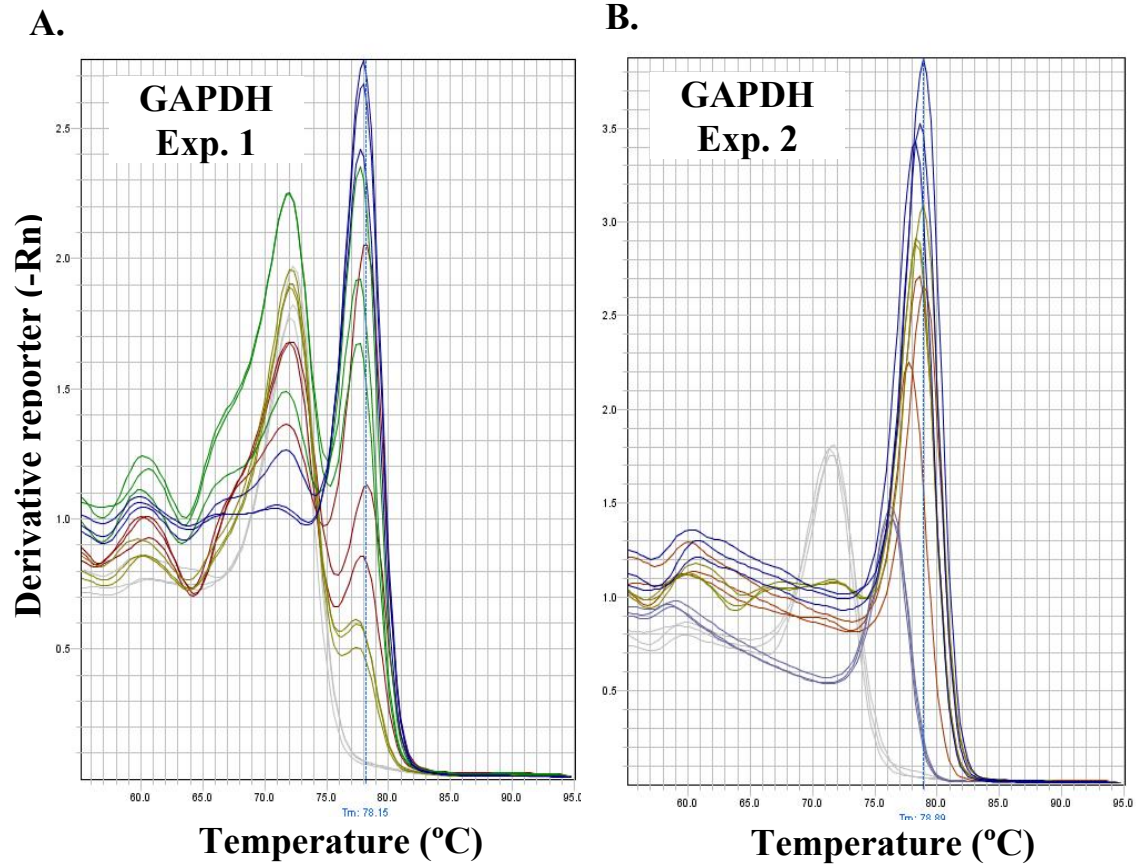 A.
GAPDH
Exp. 1
2.5
2.0
1.5
1.0
0.5
60.0 65.0 70.0 75.0 80.0 85.0 90.0 95.0
Tm: 78.15
Temperature (ºC)
Derivative reporter (-Rn)
B.
GAPDH
Exp. 2
3.5
3.0
2.5
2.0
1.5
1.0
0.5
60.0 65.0 70.0 75.0 80.0 85.0 90.0 95.0
Tm: 78.89
Temperature (ºC)